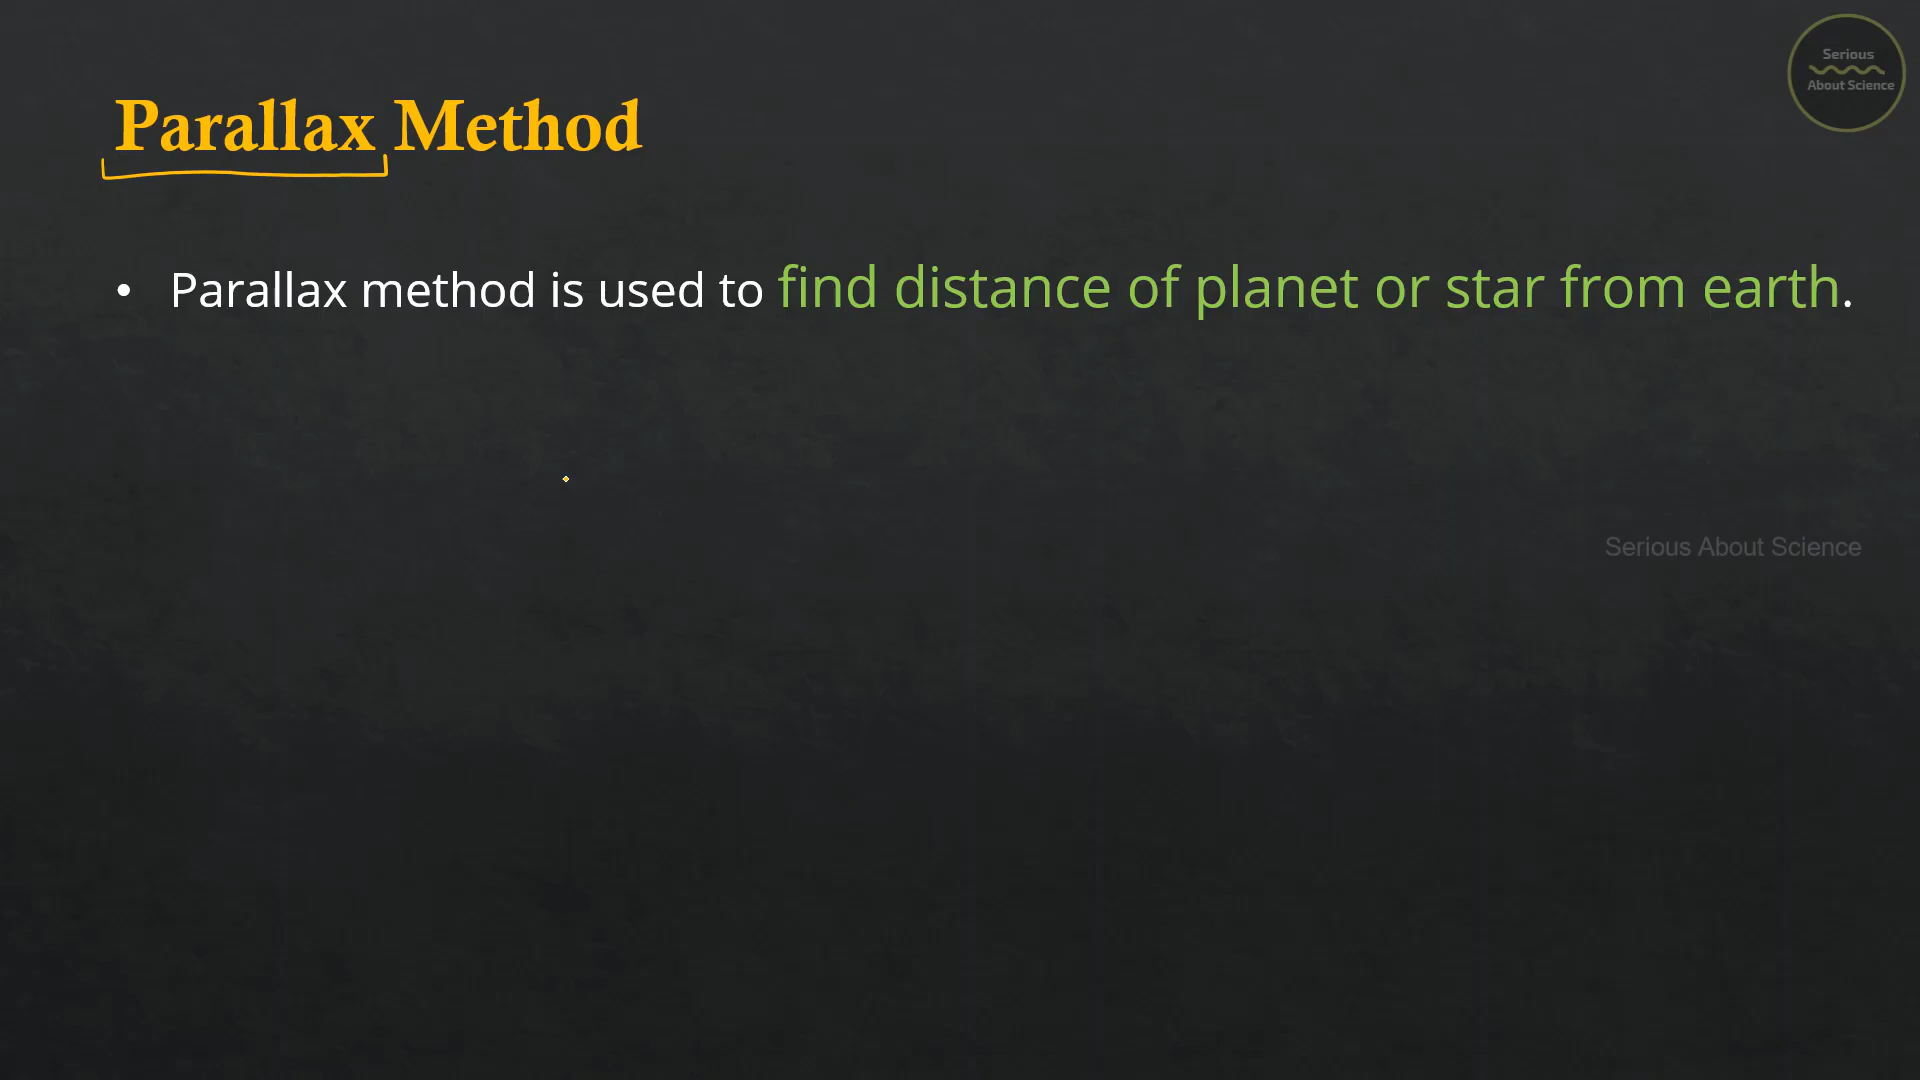 Serious
About Science
Parallax Method
• Parallax method is used to find distance of planet or star from earth.
Serious About Science